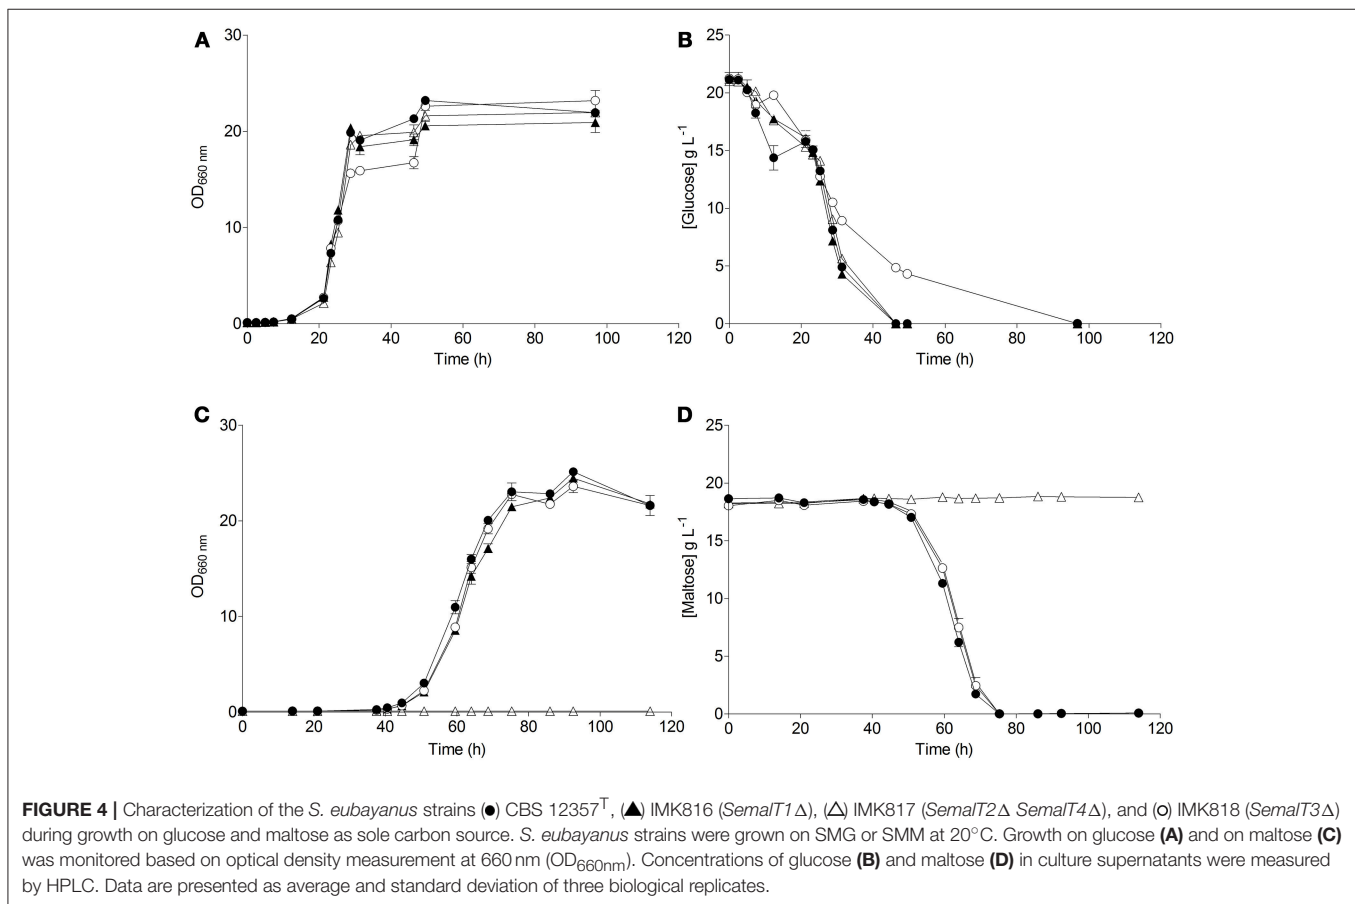 A
30
20
10
0
OD660 nm
0 20 40 60 80 100 120
Time (h)
B
25
20
15
10
5
0
[Glucose] g L-1
0 20 40 60 80 100 120
Time (h)
C
30
20
10
0
OD660 nm
0 20 40 60 80 100 120
Time (h)
D
25
20
15
10
5
0
[Maltose] g L-1
0 20 40 60 80 100 120
Time (h)
FIGURE 4 | Characterization of the S. eubayanus strains (●) CBS 12357T, (▲) IMK816 (SemalT1Δ), (△) IMK817 (SemalT2Δ SemalT4Δ), and (○) IMK818 (SemalT3Δ)
during growth on glucose and maltose as sole carbon source. S. eubayanus strains were grown on SMG or SMM at 20°C. Growth on glucose (A) and on maltose (C)
was monitored based on optical density measurement at 660 nm (OD660nm). Concentrations of glucose (B) and maltose (D) in culture supernatants were measured
by HPLC. Data are presented as average and standard deviation of three biological replicates.